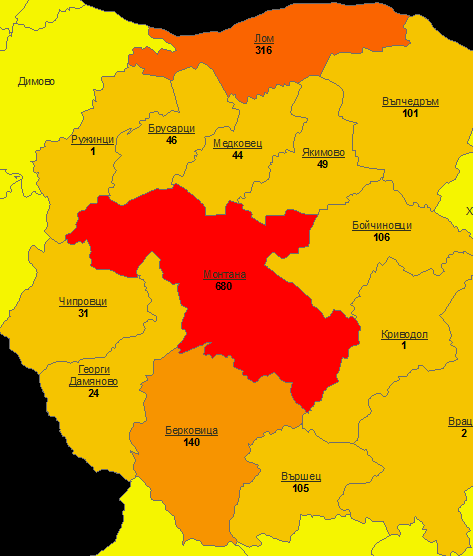 Лом
316
Димово
Вълчедръм
101
Брусарци
46
Ружинци
1
Медковец
44
Якимово
49
Х
Бойчиновци
106
Монтана
680
Чипровци
31
Криводол
1
Георги
Дамяново
24
Берковица
140
Врац
2
Вършец
105